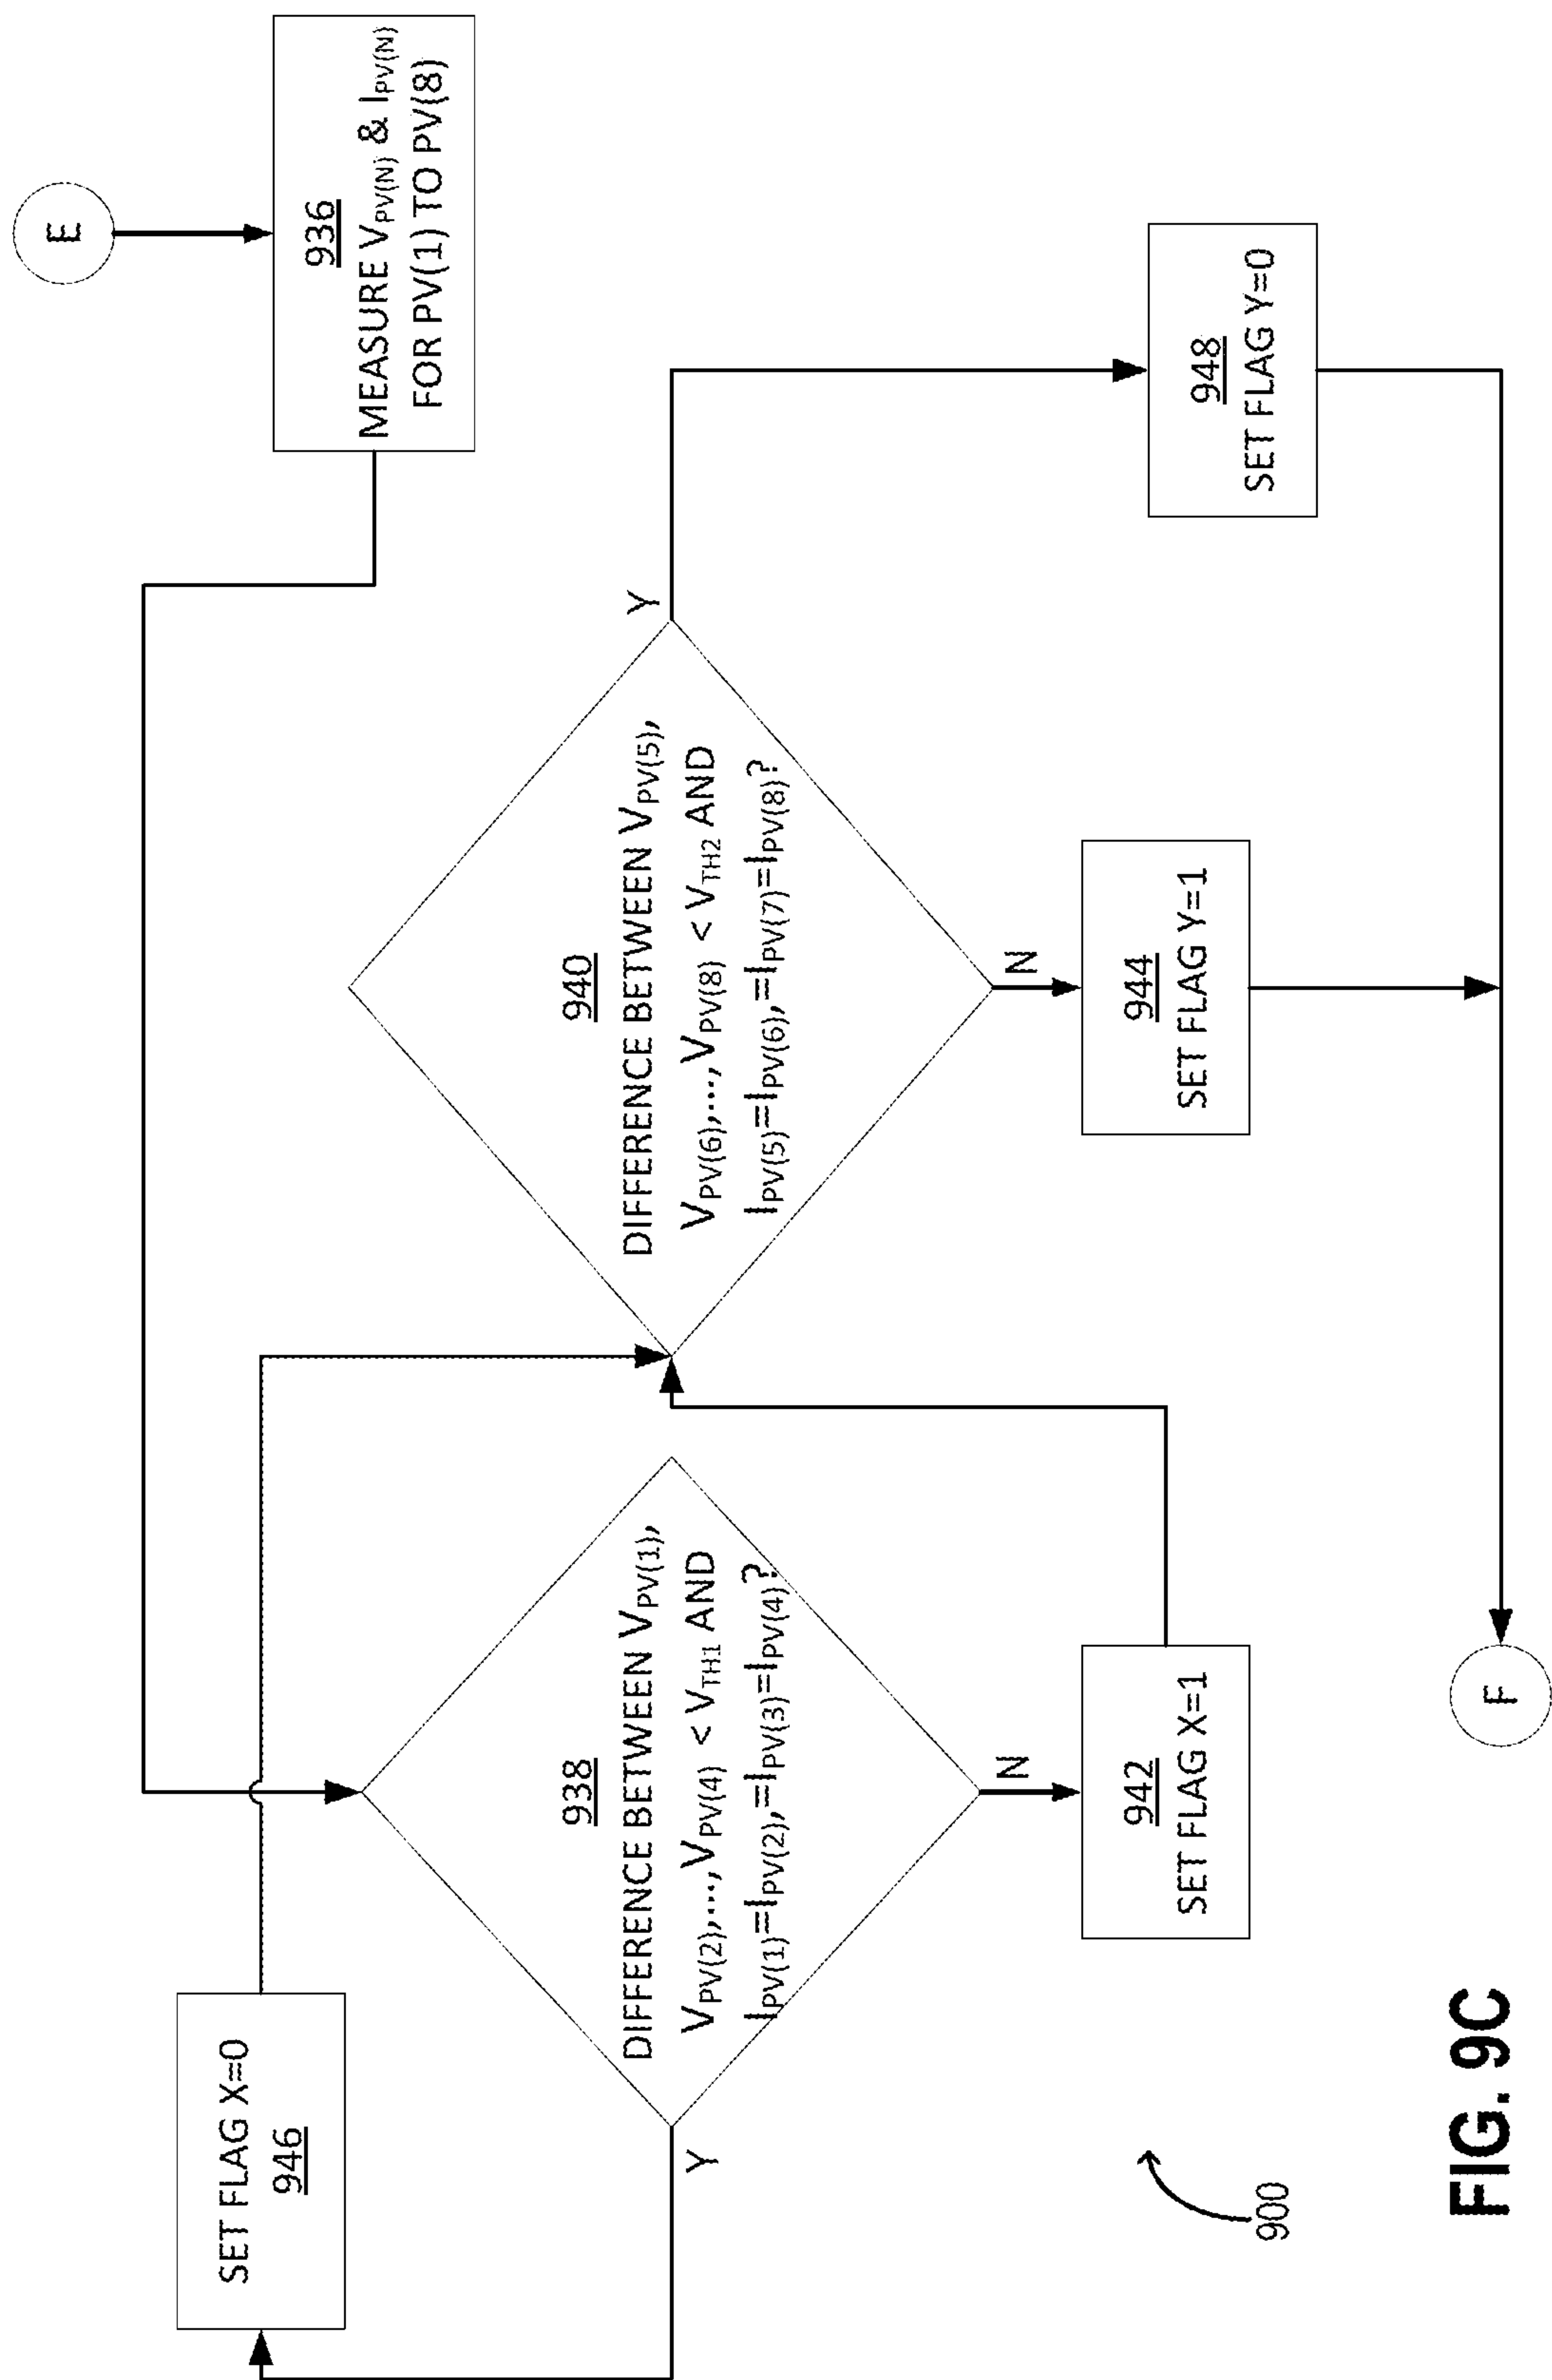 E
936
MEASURE V_PV(N) & I_PV(N)
FOR PV(1) TO PV(8)
SET FLAG X=0
946
938
DIFFERENCE BETWEEN V_PV(1),
V_PV(2),...,V_PV(4) < V_TH1 AND
I_PV(1)=I_PV(2),=I_PV(3)=I_PV(4)?
Y
N
942
SET FLAG X=1
940
DIFFERENCE BETWEEN V_PV(5),
V_PV(6),...,V_PV(8) < V_TH2 AND
I_PV(5)=I_PV(6),=I_PV(7)=I_PV(8)?
Y
N
944
SET FLAG Y=1
948
SET FLAG Y=0
F
900
FIG. 9C